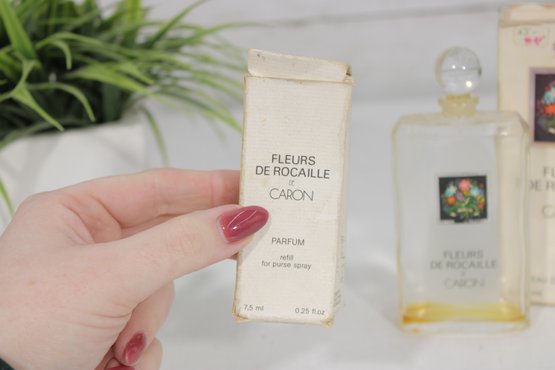 FLEURS
DE ROCAILLE
DE
CARON
PARFUM
refill
for purse spray
7,5 ml 0.25 fl.oz
FLEURS
DE ROCAILLE
DE
CARON